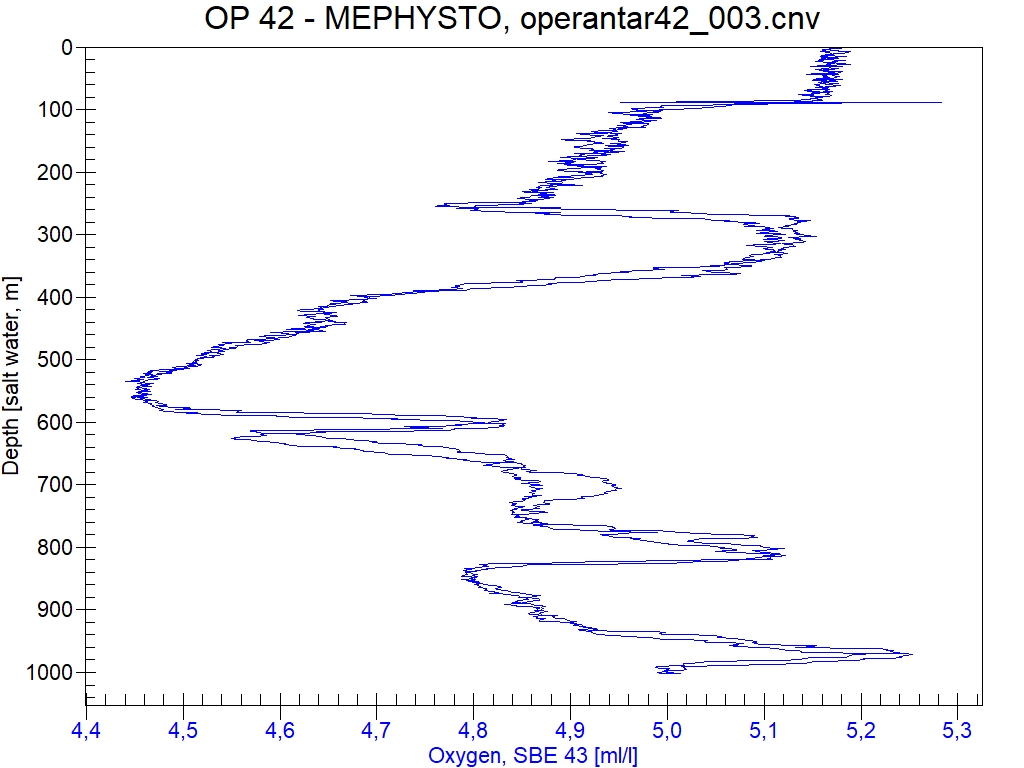 OP 42 - MEPHYSTO, operantar42_003.cnv
0
100
200
300
400
500
600
700
800
900
1000
Depth [salt water, m]
4,4 4,5 4,6 4,7 4,8 4,9 5,0 5,1 5,2 5,3
Oxygen, SBE 43 [ml/l]